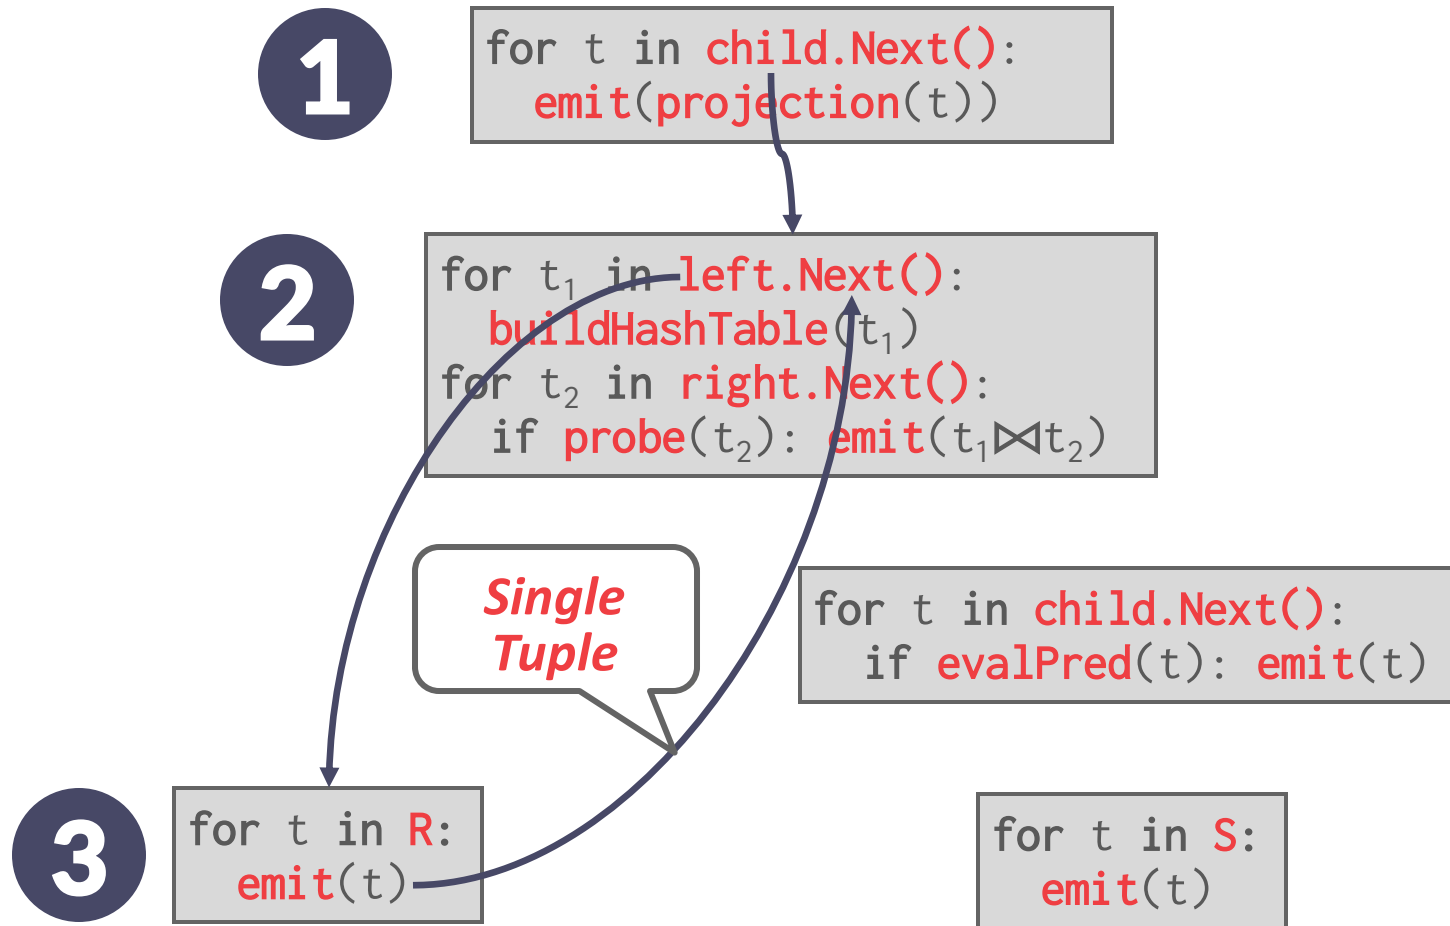 1
for t in child.Next():
emit(projection(t))
2
for t₁ in left.Next():
buildHashTable(t₁)
for t₂ in right.Next():
if probe(t₂): emit(t₁⋈t₂)
Single
Tuple
for t in child.Next():
if evalPred(t): emit(t)
3
for t in R:
emit(t)
for t in S:
emit(t)